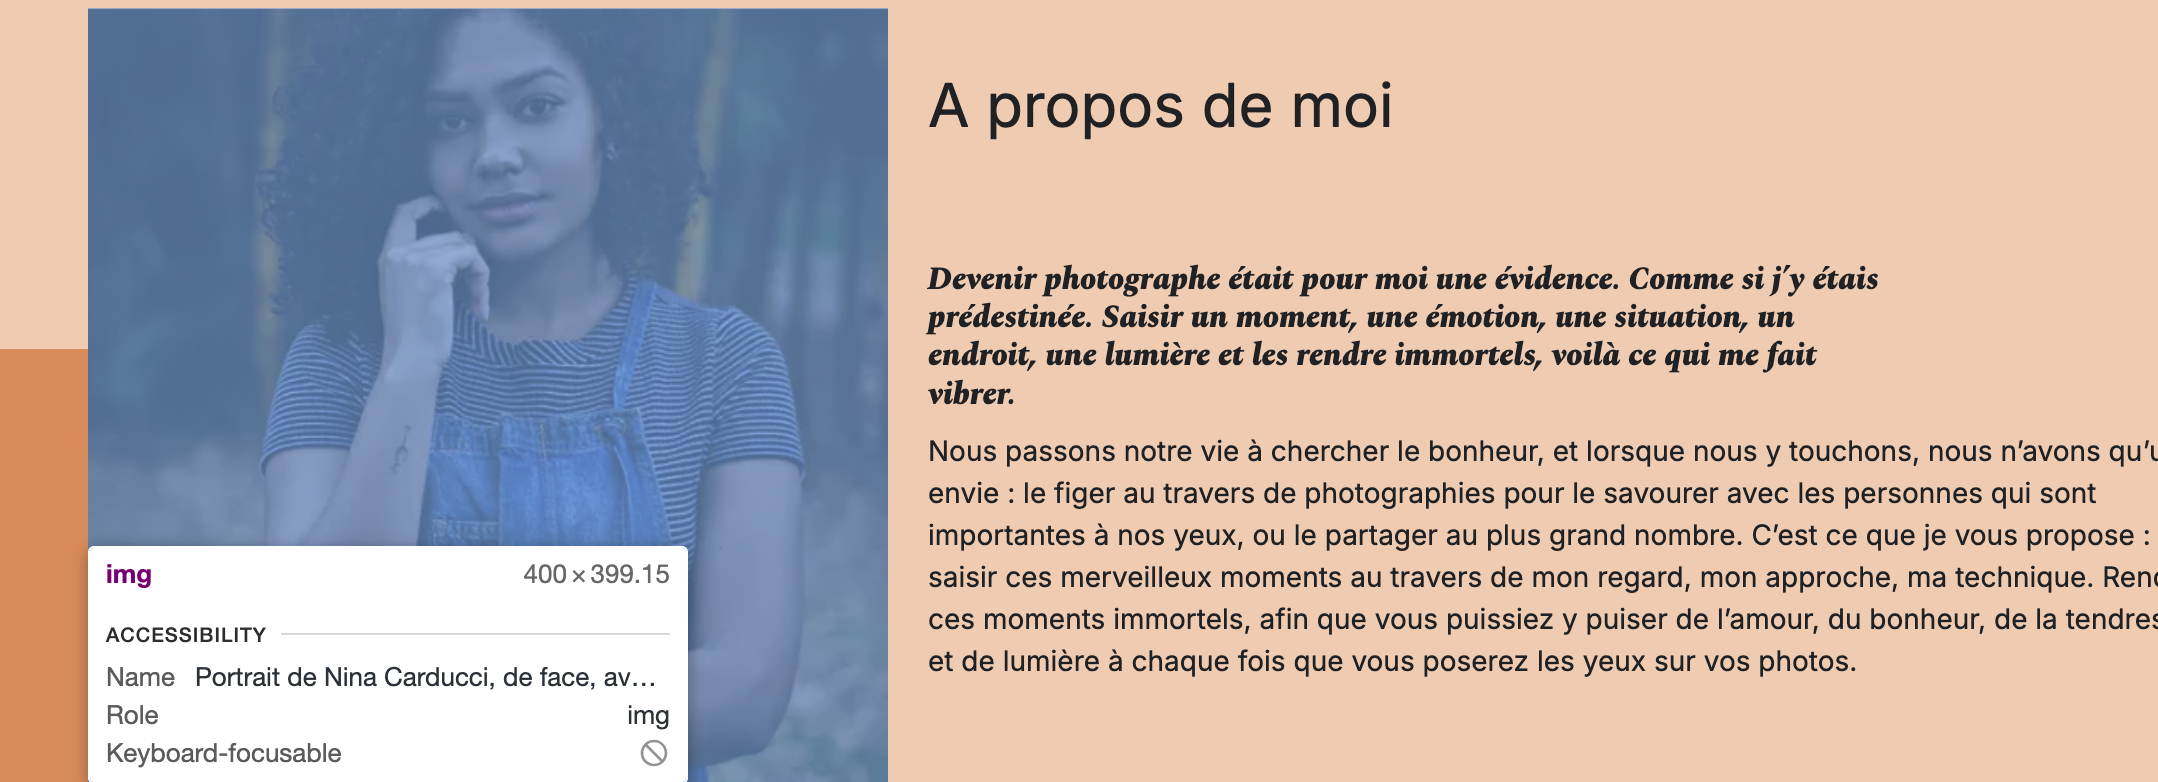 A propos de moi
Devenir photographe était pour moi une évidence. Comme si j’y étais
prédestinée. Saisir un moment, une émotion, une situation, un
endroit, une lumière et les rendre immortels, voilà ce qui me fait
vibrer.
Nous passons notre vie à chercher le bonheur, et lorsque nous y touchons, nous n’avons
envie : le figer au travers de photographies pour le savourer avec les personnes qui sont
importantes à nos yeux, ou le partager au plus grand nombre. C’est ce que je vous propose :
saisir ces merveilleux moments au travers de mon regard, mon approche, ma technique.
ces moments immortels, afin que vous puissiez y puiser de l’amour, du bonheur, de la
et de lumière à chaque fois que vous poserez les yeux sur vos photos.
img 400×399.15
ACCESSIBILITY
Name Portrait de Nina Carducci, de face, av…
Role img
Keyboard-focusable